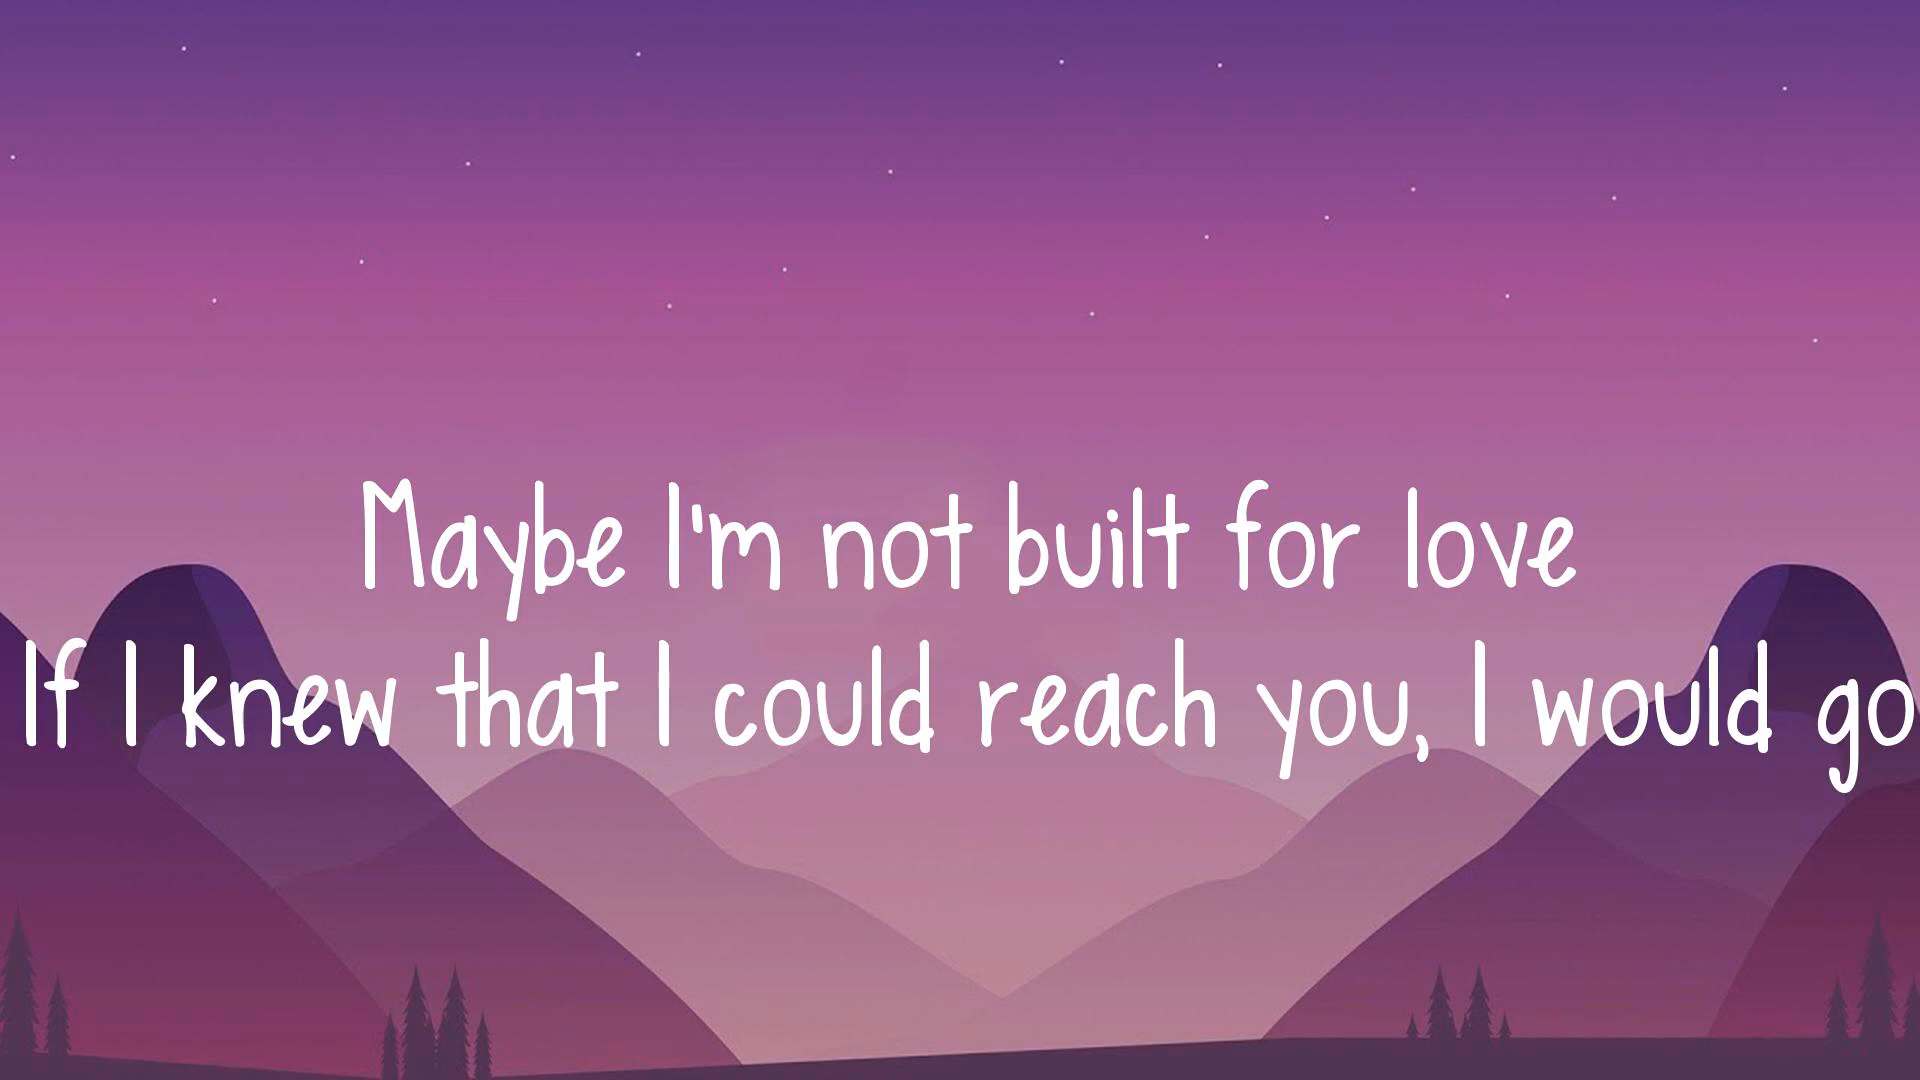 Maybe I'm not built for love
If I knew that I could reach you, I would go